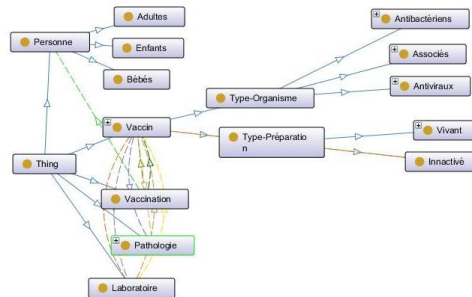 Adultes
Personne
Enfants
Bébés
Antibactériens
Associés
Antiviraux
Type-Organisme
Vaccin
Type-Préparatio
n
Vivant
Innactivé
Thing
Vaccination
Pathologie
Laboratoire